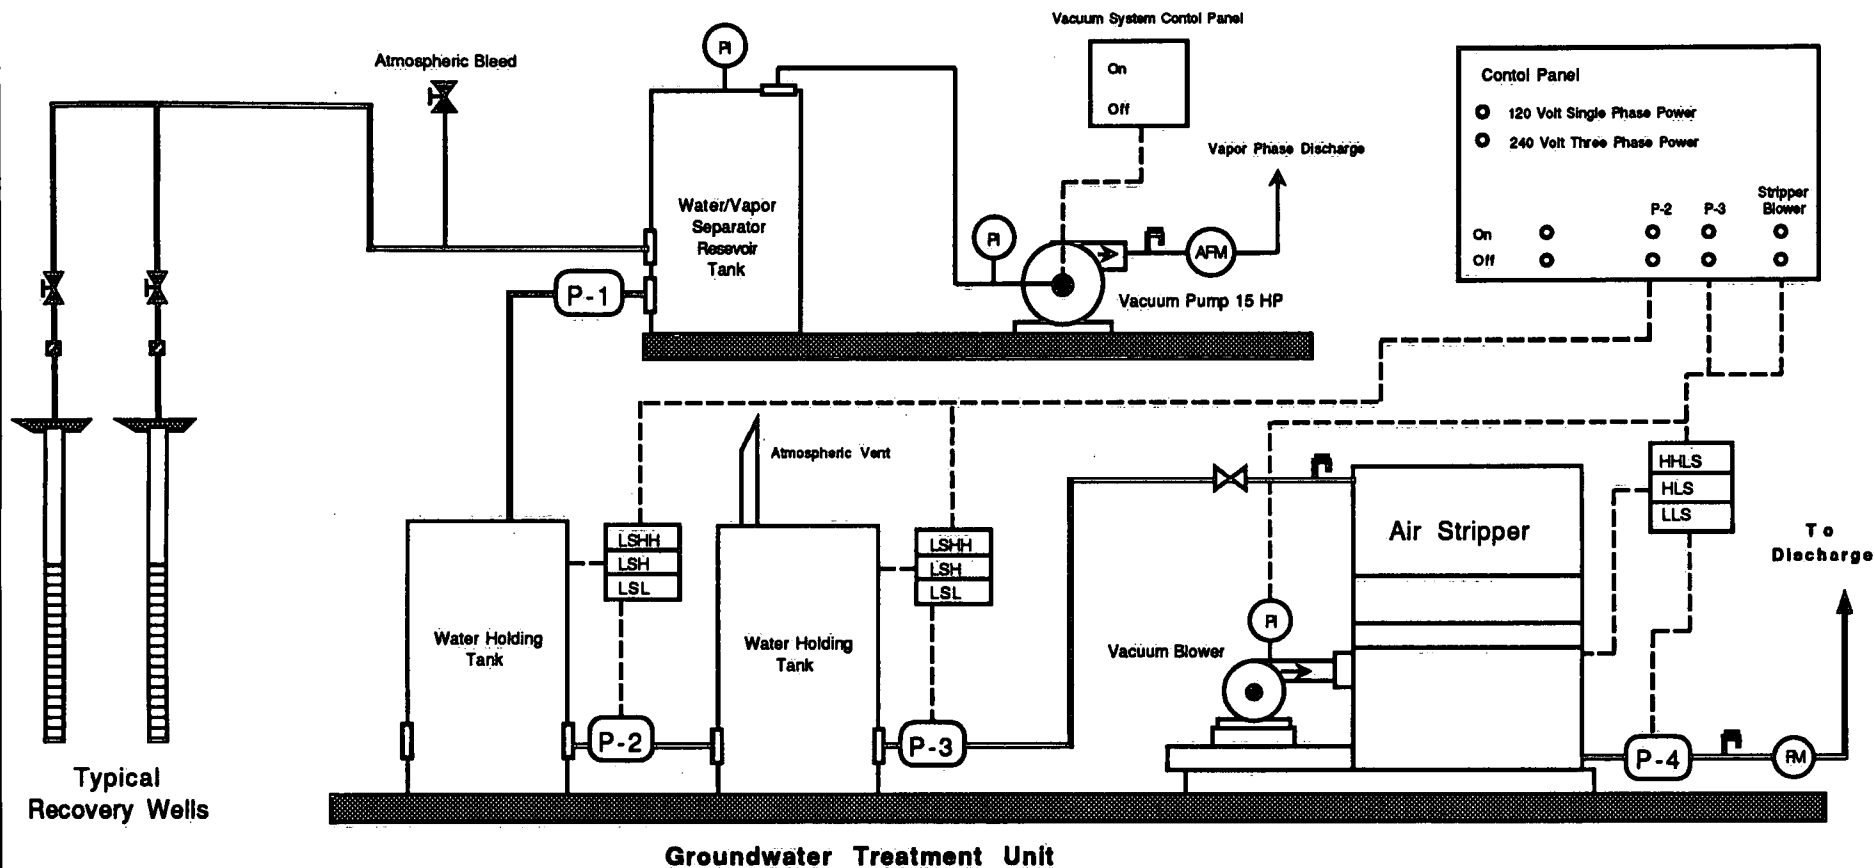 Vacuum System Contol Panel
On
Off
Atmospheric Bleed
PI
Contol Panel
120 Volt Single Phase Power
240 Volt Three Phase Power
P-2
P-3
Stripper
Blower
On
Off
Vapor Phase Discharge
Water/Vapor
Separator
Resevoir
Tank
PI
AFM
P-1
Vacuum Pump 15 HP
Atmospheric Vent
LSHH
LSH
LSL
LSHH
LSH
LSL
HHLS
HLS
LLS
Air Stripper
To
Discharge
PI
Water Holding
Tank
Water Holding
Tank
Vacuum Blower
P-2
P-3
P-4
FM
Typical
Recovery Wells
Groundwater Treatment Unit